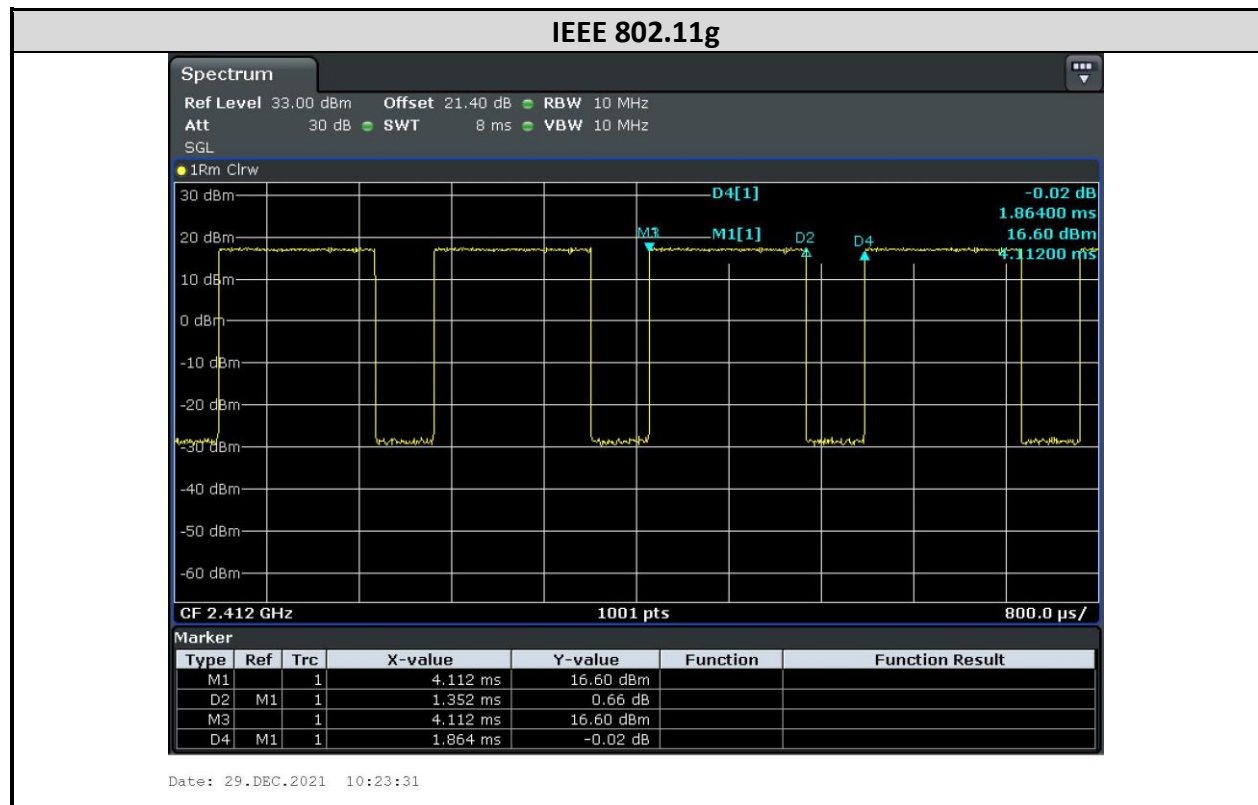 IEEE 802.11g
Spectrum
Ref Level 33.00 dBm Offset 21.40 dB RBW 10 MHz
Att 30 dB SWT 8 ms VBW 10 MHz
SGL
1Rm Clrw
30 dBm
D4[1] -0.02 dB
1.86400 ms
20 dBm M3 M1[1] D2 D4 16.60 dBm
4.11200 ms
10 dBm
0 dBm
-10 dBm
-20 dBm
-30 dBm
-40 dBm
-50 dBm
-60 dBm
CF 2.412 GHz 1001 pts 800.0 µs/
Marker
Type Ref Trc X-value Y-value Function Function Result
M1 1 4.112 ms 16.60 dBm
D2 M1 1 1.352 ms 0.66 dB
M3 1 4.112 ms 16.60 dBm
D4 M1 1 1.864 ms -0.02 dB
Date: 29.DEC.2021 10:23:31